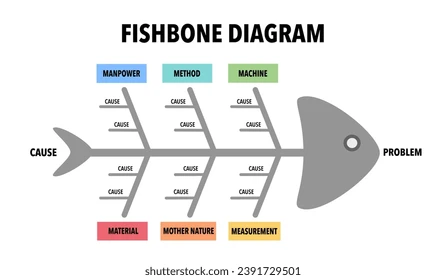 FISHBONE DIAGRAM
MANPOWER METHOD MACHINE
CAUSE CAUSE CAUSE
CAUSE CAUSE CAUSE
CAUSE PROBLEM
CAUSE CAUSE CAUSE
CAUSE CAUSE CAUSE
MATERIAL MOTHER NATURE MEASUREMENT
shutterstock.com · 2391729501